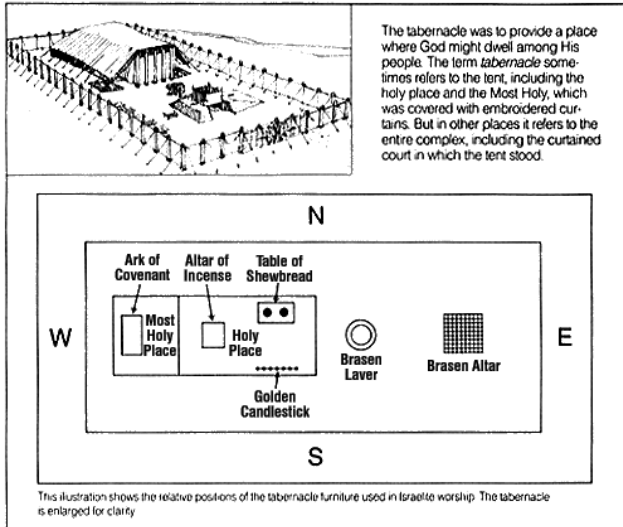 The tabernacle was to provide a place
where God might dwell among His
people. The term tabernacle some-
times refers to the tent, including the
holy place and the Most Holy, which
was covered with embroidered cur-
tains. But in other places it refers to the
entire complex, including the curtained
court in which the tent stood.
N
Ark of
Covenant
Altar of
Incense
Table of
Shewbread
W
Most
Holy
Place
Holy
Place
Brasen
Laver
Brasen Altar
E
Golden
Candlestick
S
This illustration shows the relative positions of the tabernacle furniture used in Israelite worship. The tabernacle
is enlarged for clarity